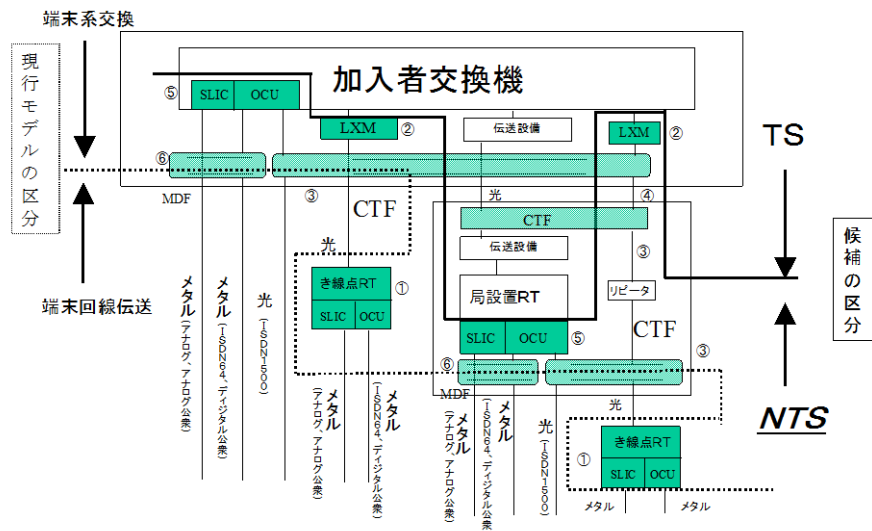 端末系交換
現行モデルの区分
端末回線伝送
加入者交換機
⑤
SLIC
OCU
LXM
②
伝送設備
LXM
②
TS
⑥
MDF
③
CTF
光
④
光
CTF
伝送設備
③
候補の区分
き線点RT
①
SLIC
OCU
局設置RT
リピータ
CTF
SLIC
OCU
⑤
⑥
③
MDF
光
NTS
メタル
(アナログ、アナログ公衆)
メタル
(ISDN64、ディジタル公衆)
光
(ISDN1500)
メタル
(アナログ、アナログ公衆)
メタル
(ISDN64、ディジタル公衆)
メタル
(アナログ、アナログ公衆)
メタル
(ISDN64、ディジタル公衆)
光
(ISDN1500)
き線点RT
①
SLIC
OCU
メタル
メタル